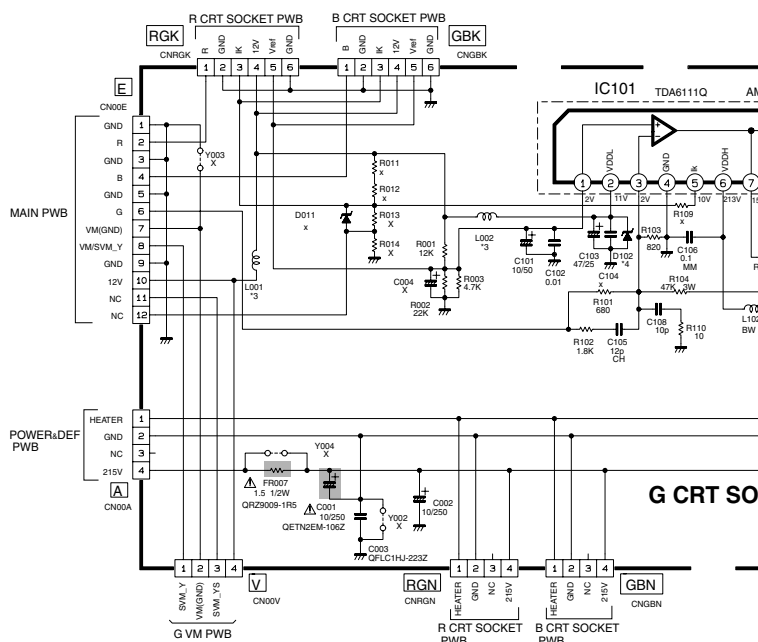 R CRT SOCKET PWB
B CRT SOCKET PWB
RGK
GBK
CNRGK
CNGBK
R
GND
IK
12V
Vref
GND
B
GND
IK
12V
Vref
GND
1 2 3 4 5 6
1 2 3 4 5 6
E
CN00E
IC101 TDA6111Q AM
MAIN PWB
GND 1
R 2
GND 3
B 4
GND 5
G 6
VM(GND) 7
VM/SVM_Y 8
GND 9
12V 10
NC 11
NC 12
Y003
X
L001
*3
R011
x
R012
x
D011
x
R013
X
R014
X
R001
12K
L002
*3
C004
X
R002
22K
R003
4.7K
C101
10/50
C102
0.01
C103
47/25
C104
x
D102
*4
R103
820
R109
x
C106
0.1
MM
R101
680
R104
47K 3W
R102
1.8K
C105
12p
CH
C108
10p
R110
10
L102
BW
VDDL
GND
Ik
VDDH
1 2 3 4 5 6 7
2V 11V 2V 10V 213V 15
POWER&DEF
PWB
HEATER 1
GND 2
NC 3
215V 4
A
CN00A
FR007
1.5 1/2W
QRZ9009-1R5
Y004
X
C001
10/250
QETN2EM-106Z
Y002
X
C003
QFLC1HJ-223Z
C002
10/250
G CRT SO
1 2 3 4
SVM_Y
VM(GND)
SVM_YS
V
CN00V
G VM PWB
RGN
CNRGN
1 2 3 4
HEATER
GND
NC
215V
R CRT SOCKET
PWB
1 2 3 4
HEATER
GND
NC
215V
B CRT SOCKET
PWB
GBN
CNGBN